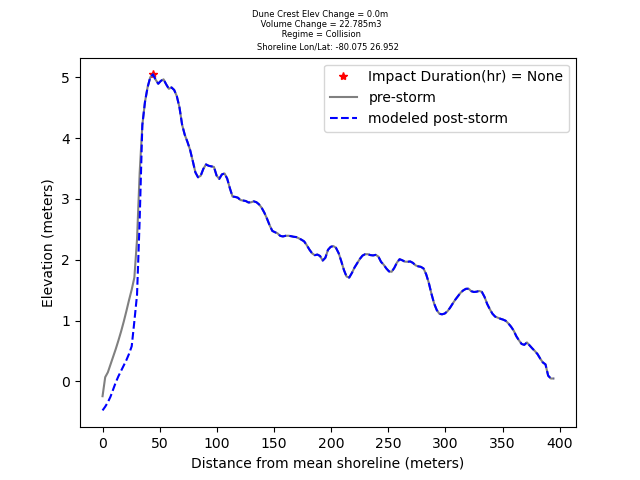 Dune Crest Elev Change = 0.0m
Volume Change = 22.785m3
Regime = Collision
Shoreline Lon/Lat: -80.075 26.952
Impact Duration(hr) = None
pre-storm
modeled post-storm
Elevation (meters)
5
4
3
2
1
0
0 50 100 150 200 250 300 350 400
Distance from mean shoreline (meters)